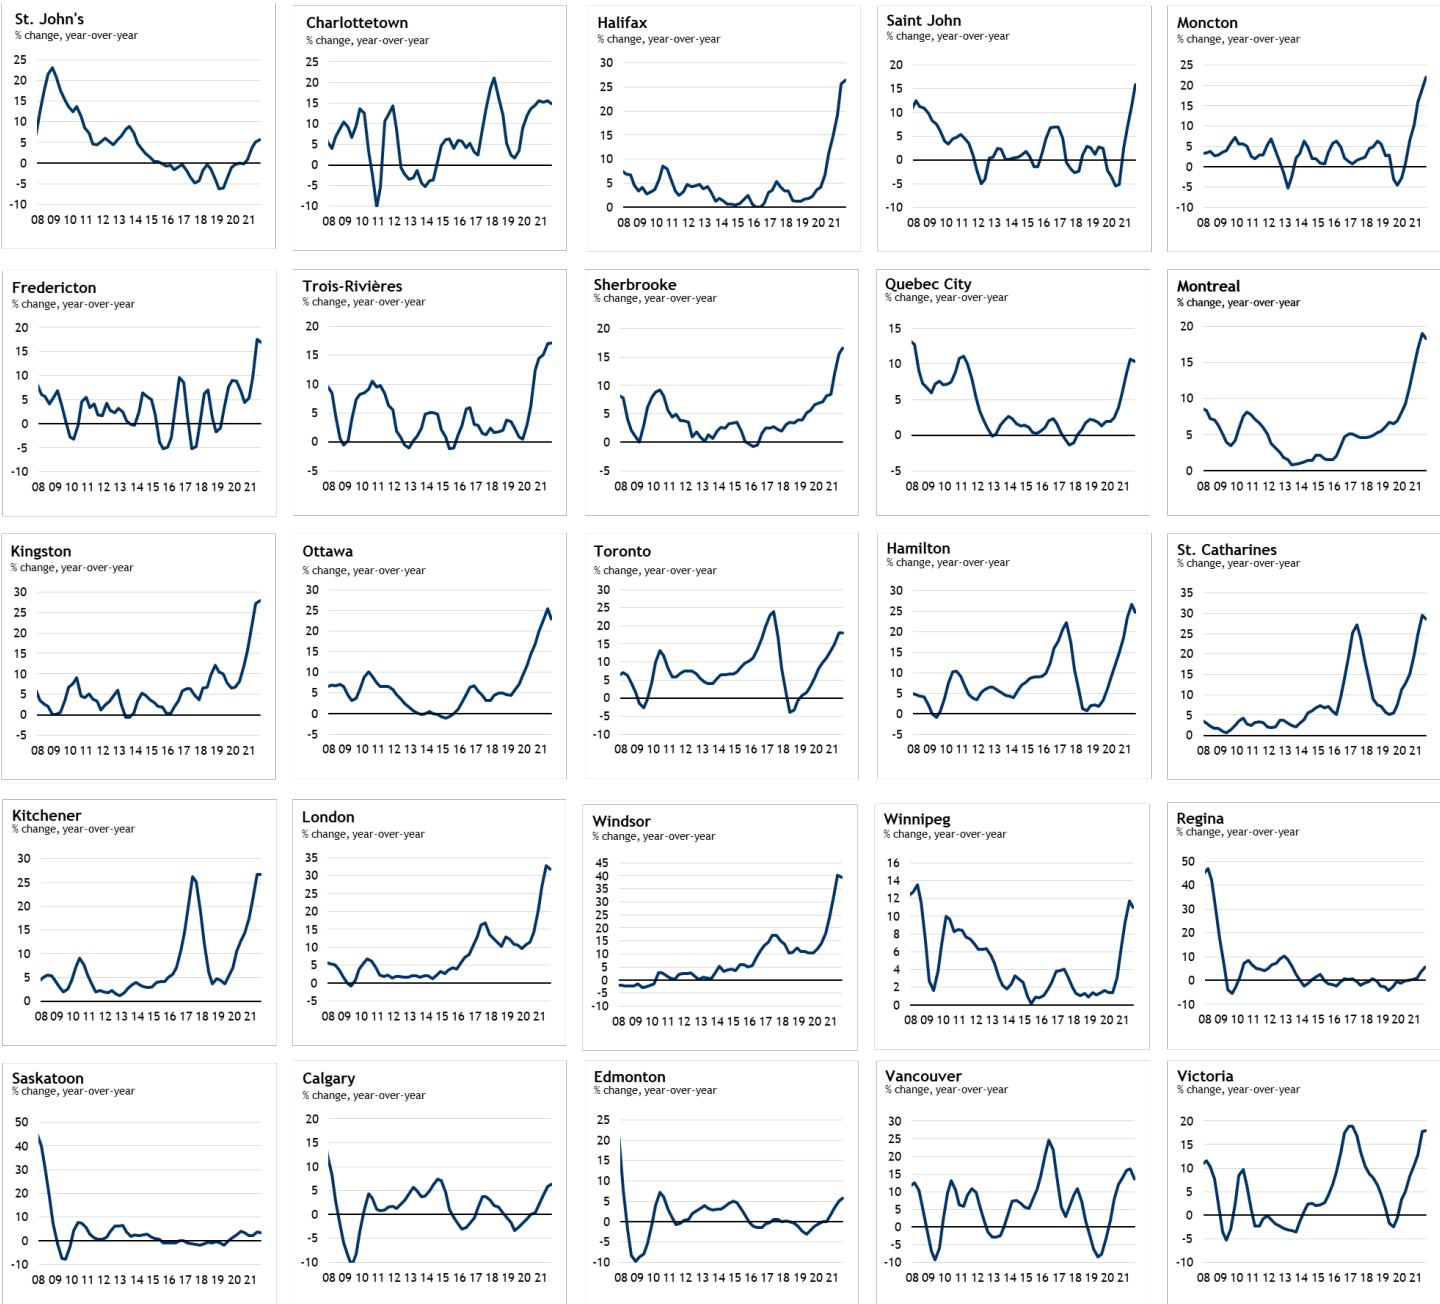 St. John's
% change, year-over-year
25
20
15
10
5
0
-5
-10
08 09 10 11 12 13 14 15 16 17 18 19 20 21
Charlottetown
% change, year-over-year
25
20
15
10
5
0
-5
-10
08 09 10 11 12 13 14 15 16 17 18 19 20 21
Halifax
% change, year-over-year
30
25
20
15
10
5
0
08 09 10 11 12 13 14 15 16 17 18 19 20 21
Saint John
% change, year-over-year
20
15
10
5
0
-5
-10
08 09 10 11 12 13 14 15 16 17 18 19 20 21
Moncton
% change, year-over-year
25
20
15
10
5
0
-5
-10
08 09 10 11 12 13 14 15 16 17 18 19 20 21
Fredericton
% change, year-over-year
20
15
10
5
0
-5
-10
08 09 10 11 12 13 14 15 16 17 18 19 20 21
Trois-Rivières
% change, year-over-year
20
15
10
5
0
-5
08 09 10 11 12 13 14 15 16 17 18 19 20 21
Sherbrooke
% change, year-over-year
20
15
10
5
0
-5
08 09 10 11 12 13 14 15 16 17 18 19 20 21
Quebec City
% change, year-over-year
15
10
5
0
-5
08 09 10 11 12 13 14 15 16 17 18 19 20 21
Montreal
% change, year-over-year
20
15
10
5
0
08 09 10 11 12 13 14 15 16 17 18 19 20 21
Kingston
% change, year-over-year
30
25
20
15
10
5
0
-5
08 09 10 11 12 13 14 15 16 17 18 19 20 21
Ottawa
% change, year-over-year
30
25
20
15
10
5
0
-5
08 09 10 11 12 13 14 15 16 17 18 19 20 21
Toronto
% change, year-over-year
30
25
20
15
10
5
0
-5
-10
08 09 10 11 12 13 14 15 16 17 18 19 20 21
Hamilton
% change, year-over-year
30
25
20
15
10
5
0
-5
08 09 10 11 12 13 14 15 16 17 18 19 20 21
St. Catharines
% change, year-over-year
35
30
25
20
15
10
5
0
08 09 10 11 12 13 14 15 16 17 18 19 20 21
Kitchener
% change, year-over-year
30
25
20
15
10
5
0
08 09 10 11 12 13 14 15 16 17 18 19 20 21
London
% change, year-over-year
35
30
25
20
15
10
5
0
-5
08 09 10 11 12 13 14 15 16 17 18 19 20 21
Windsor
% change, year-over-year
45
40
35
30
25
20
15
10
5
0
-5
-10
08 09 10 11 12 13 14 15 16 17 18 19 20 21
Winnipeg
% change, year-over-year
16
14
12
10
8
6
4
2
0
08 09 10 11 12 13 14 15 16 17 18 19 20 21
Regina
% change, year-over-year
50
40
30
20
10
0
-10
08 09 10 11 12 13 14 15 16 17 18 19 20 21
Saskatoon
% change, year-over-year
50
40
30
20
10
0
-10
08 09 10 11 12 13 14 15 16 17 18 19 20 21
Calgary
% change, year-over-year
20
15
10
5
0
-5
-10
08 09 10 11 12 13 14 15 16 17 18 19 20 21
Edmonton
% change, year-over-year
25
20
15
10
5
0
-5
-10
08 09 10 11 12 13 14 15 16 17 18 19 20 21
Vancouver
% change, year-over-year
30
25
20
15
10
5
0
-5
-10
08 09 10 11 12 13 14 15 16 17 18 19 20 21
Victoria
% change, year-over-year
20
15
10
5
0
-5
-10
08 09 10 11 12 13 14 15 16 17 18 19 20 21